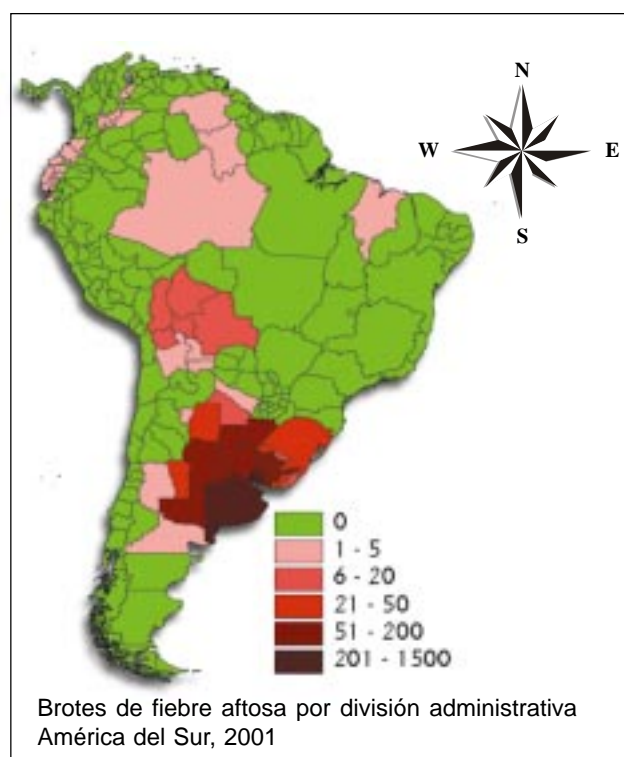 N
W
E
S
0
1 - 5
6 - 20
21 - 50
51 - 200
201 - 1500
Brotes de fiebre aftosa por división administrativa
América del Sur, 2001